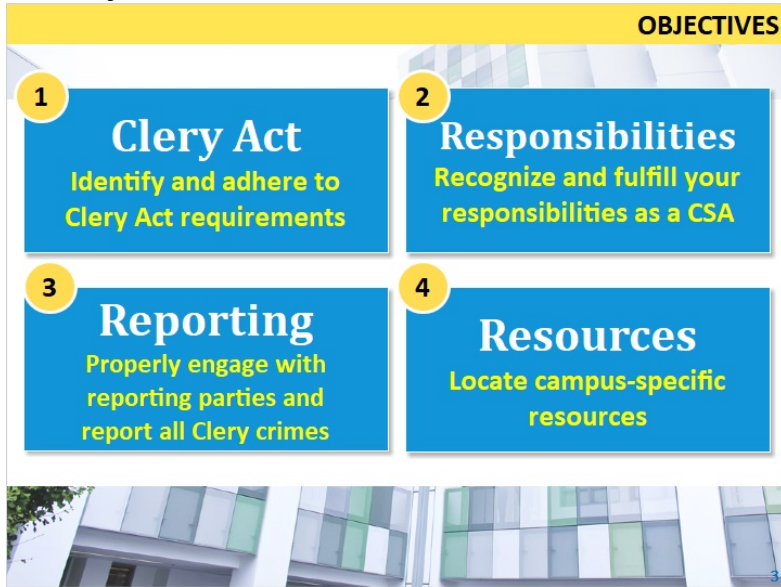 OBJECTIVES
1
Clery Act
Identify and adhere to
Clery Act requirements
2
Responsibilities
Recognize and fulfill your
responsibilities as a CSA
3
Reporting
Properly engage with
reporting parties and
report all Clery crimes
4
Resources
Locate campus-specific
resources
3